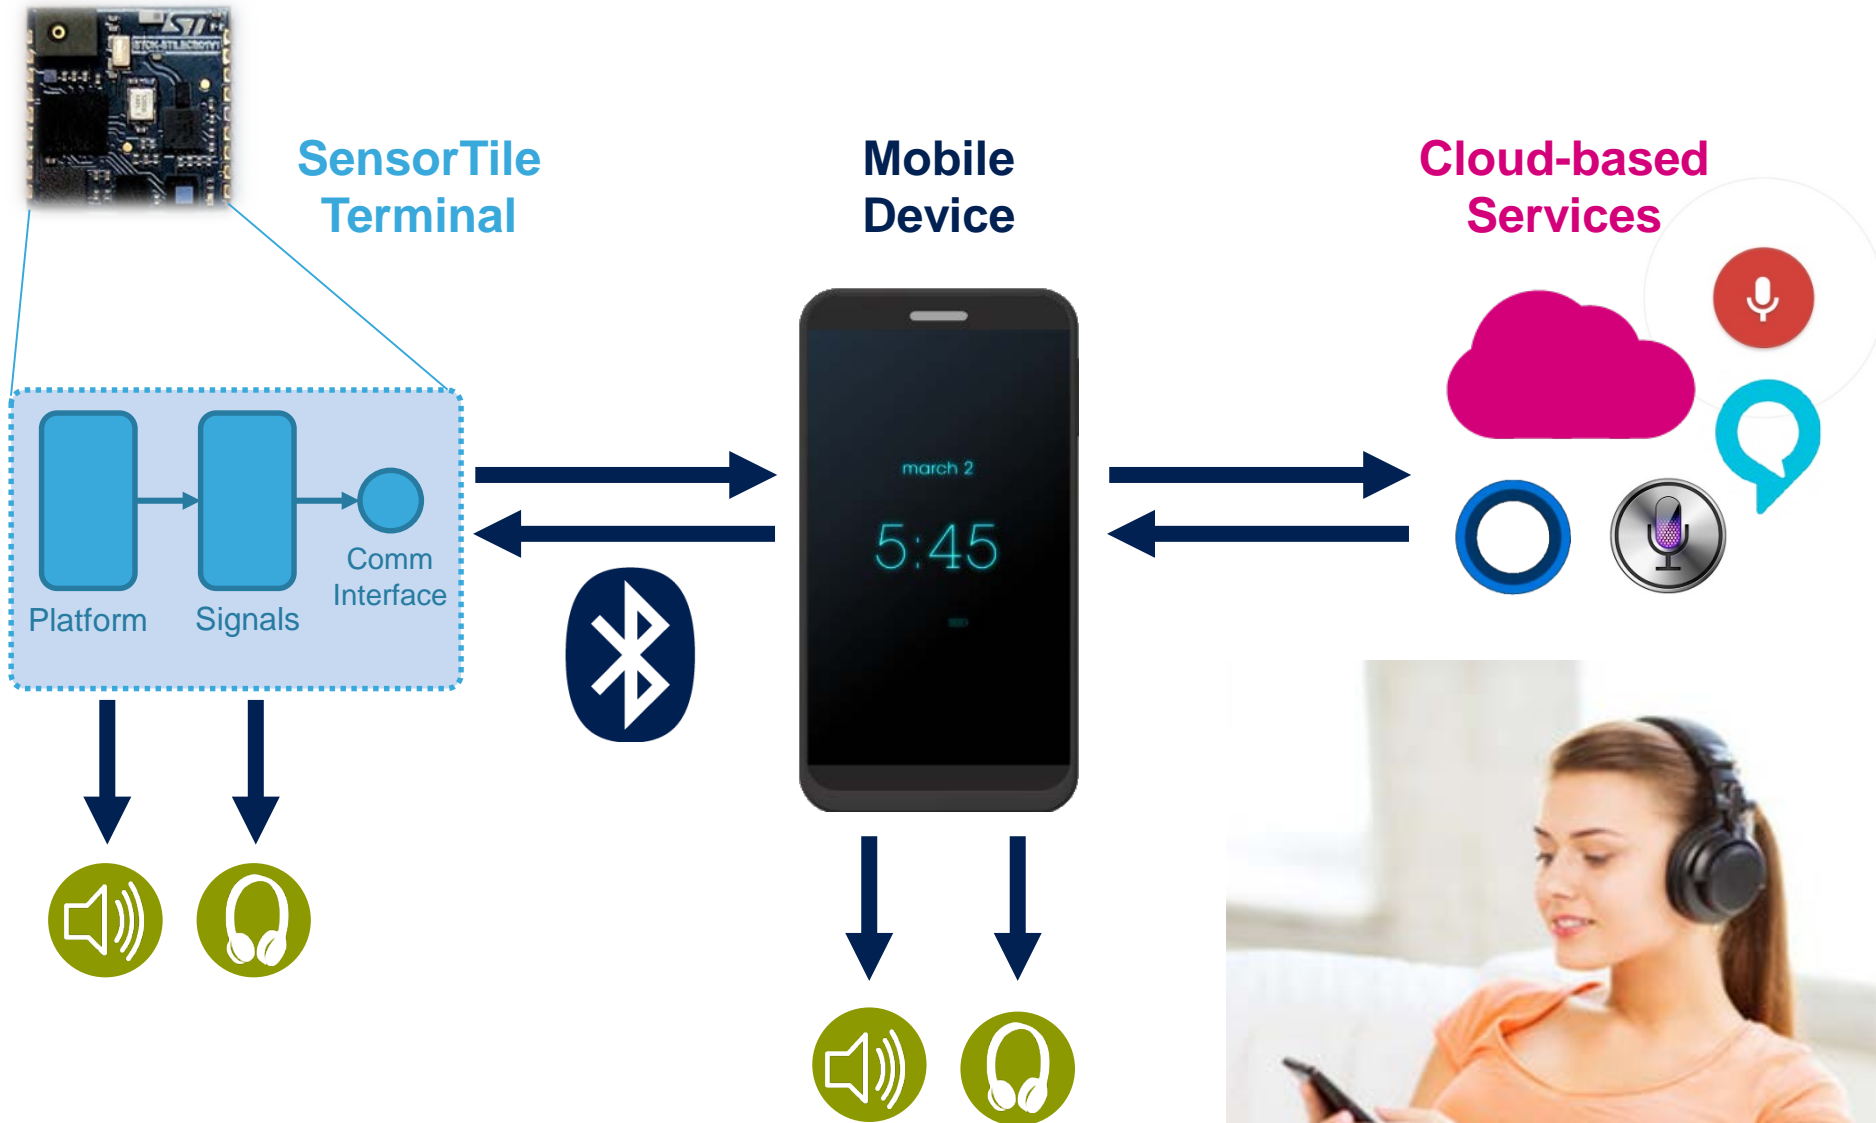 SensorTile
Terminal
Mobile
Device
Cloud-based
Services
march 2
5:45
Platform
Signals
Comm
Interface